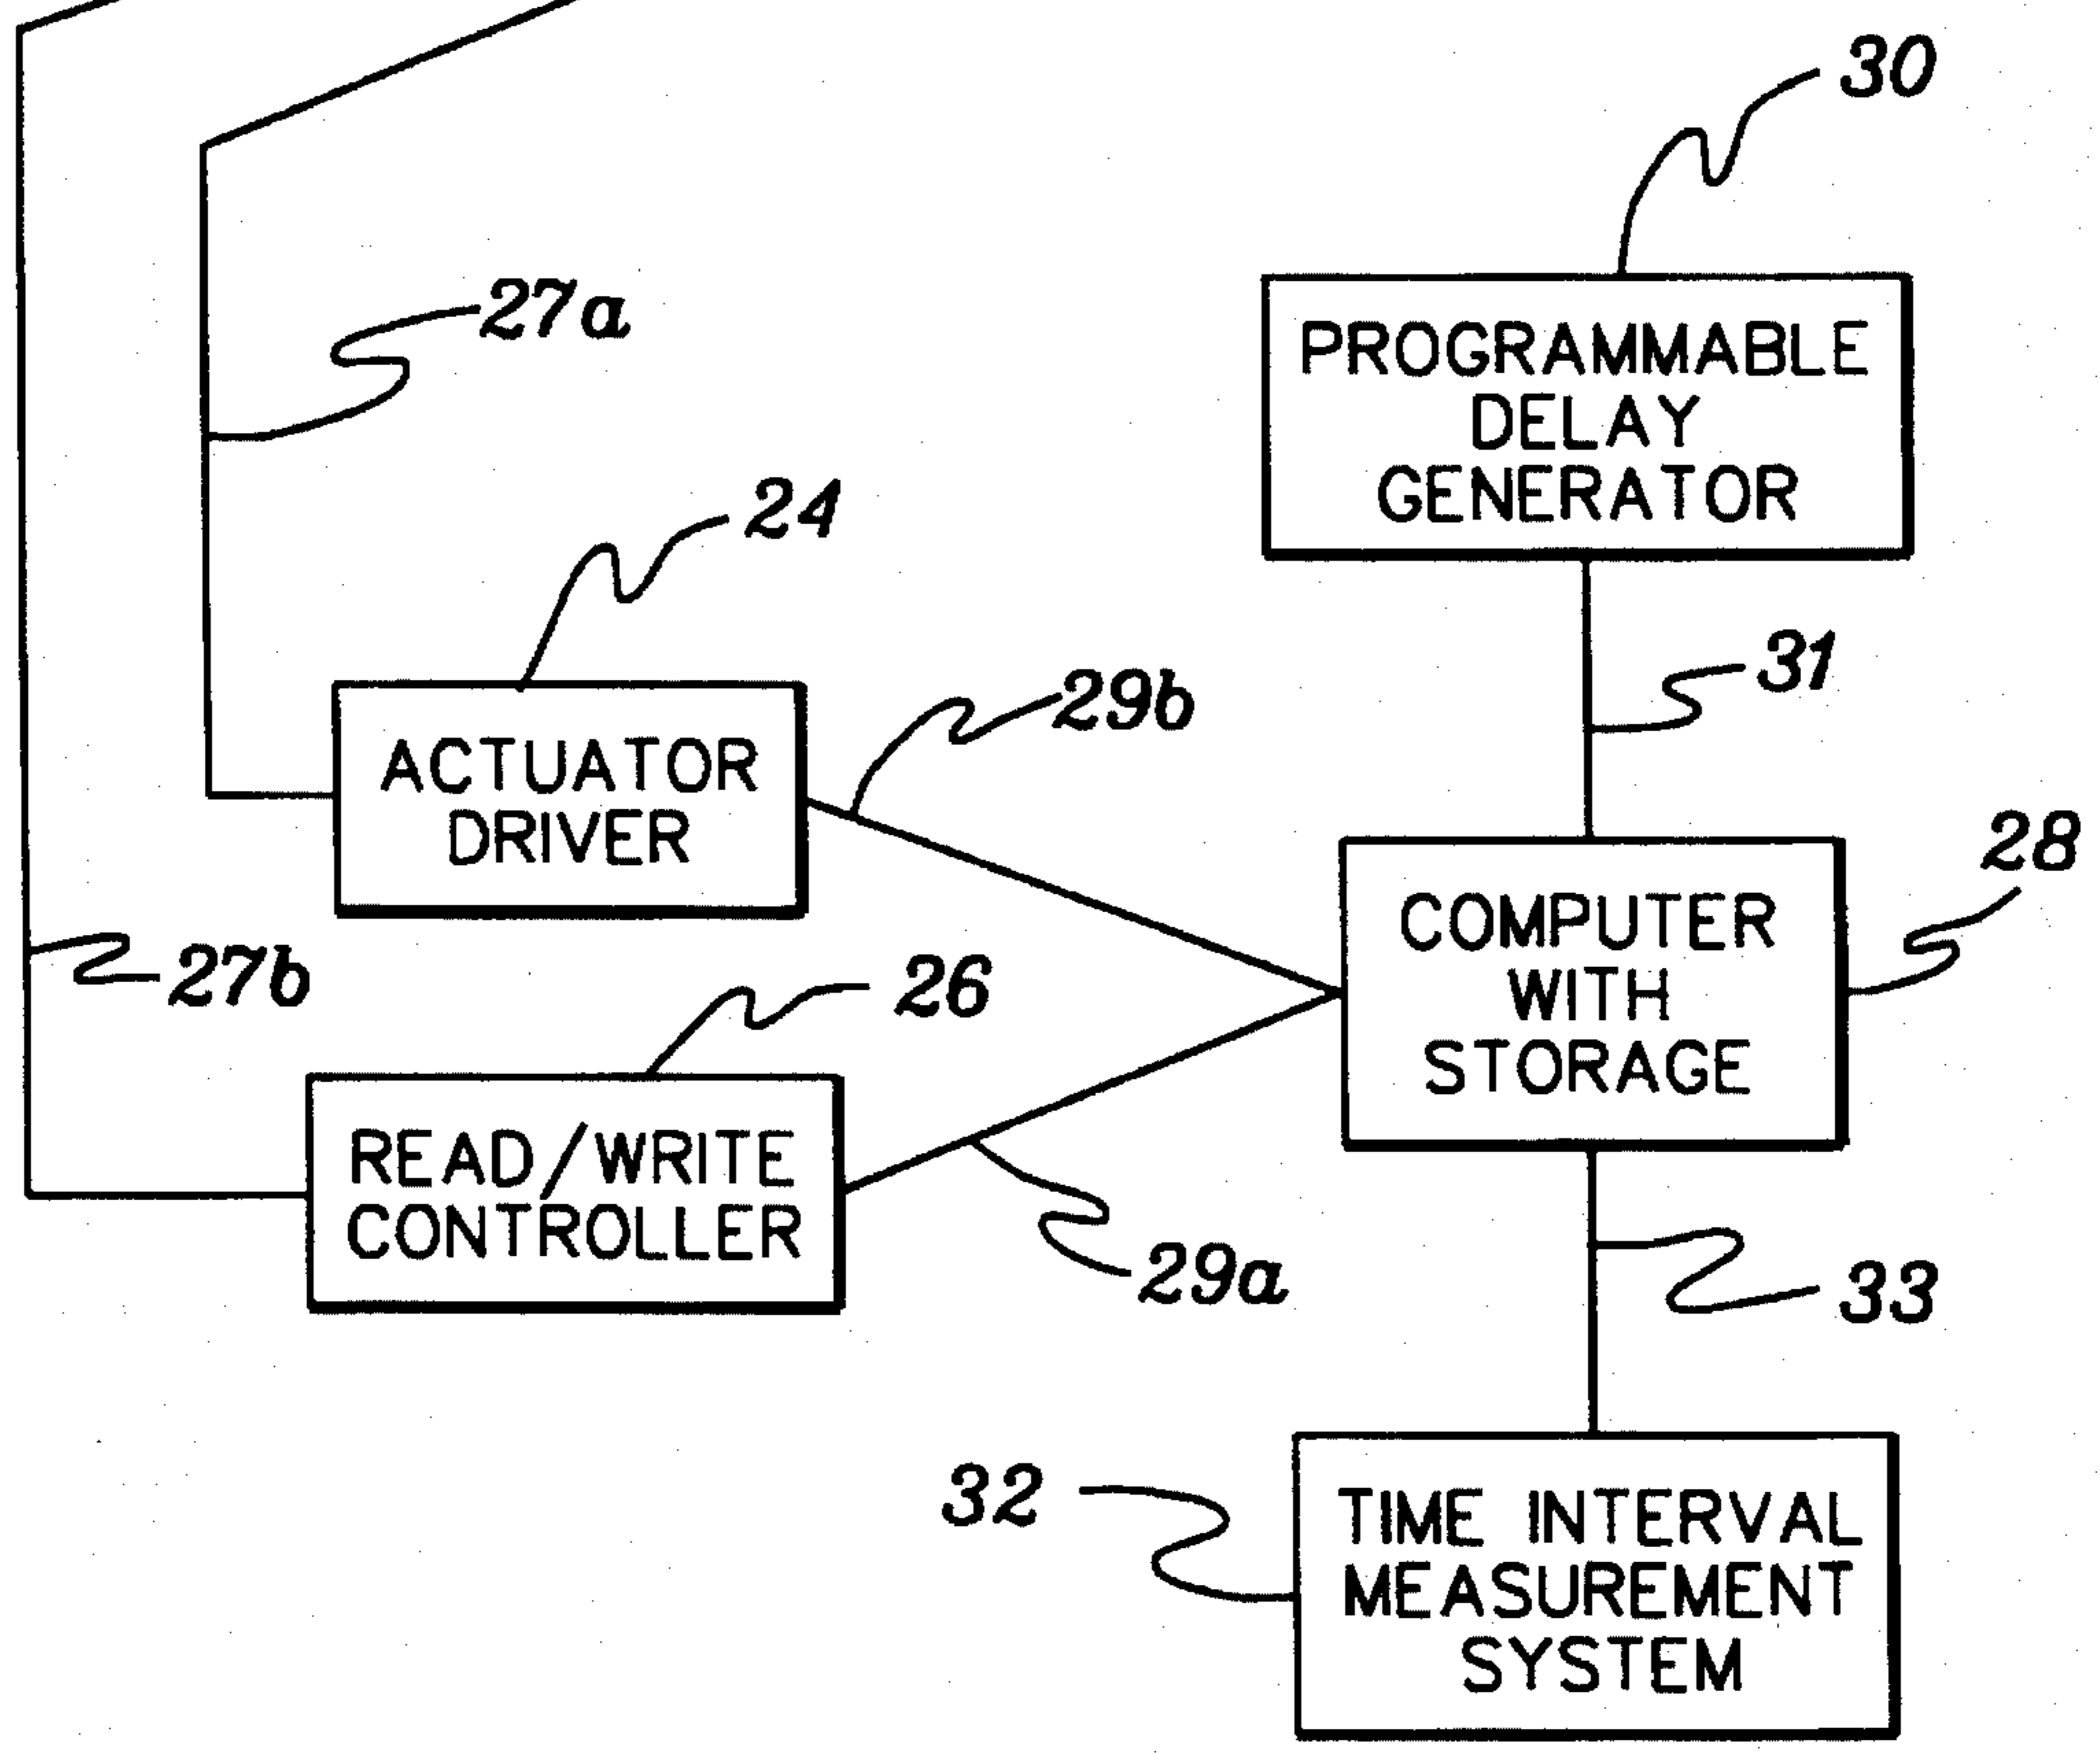 30
PROGRAMMABLE
DELAY
GENERATOR
27a
24
31
29b
ACTUATOR
DRIVER
28
COMPUTER
WITH
STORAGE
27b
26
READ/WRITE
CONTROLLER
29a
33
32
TIME INTERVAL
MEASUREMENT
SYSTEM